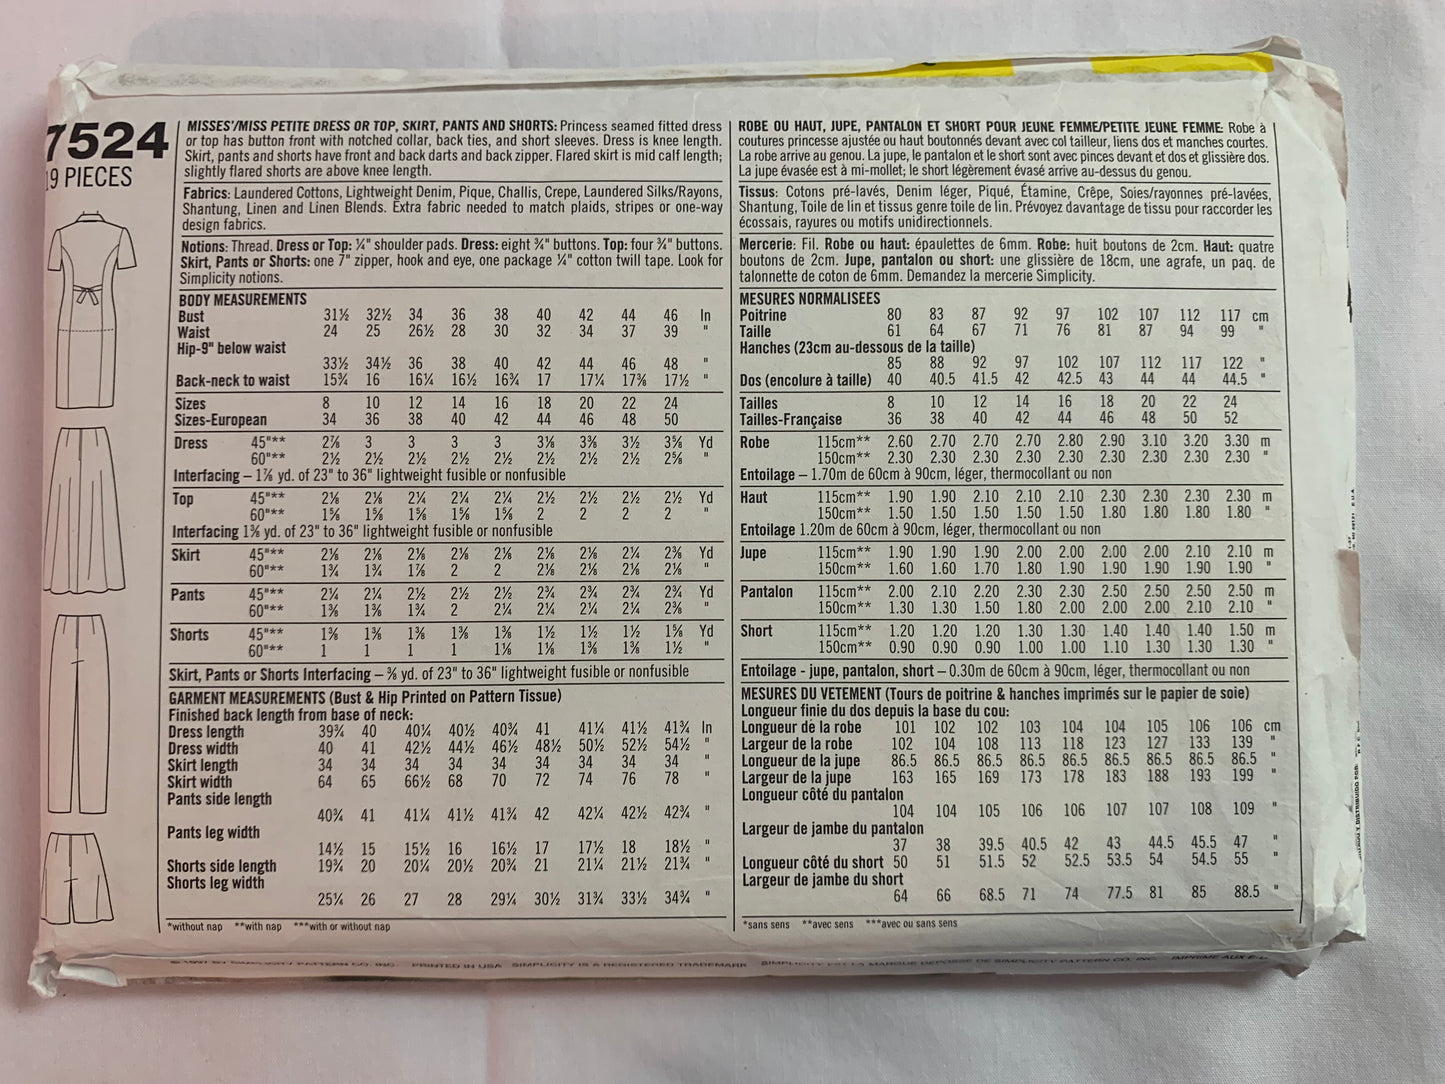 7524
19 PIECES
MISSES'/MISS PETITE DRESS OR TOP, SKIRT, PANTS AND SHORTS: Princess seamed fitted dress
or top has button front with notched collar, back ties, and short sleeves. Dress is knee length.
Skirt, pants and shorts have front and back darts and back zipper. Flared skirt is mid calf length;
slightly flared shorts are above knee length.
Fabrics: Laundered Cottons, Lightweight Denim, Pique, Challis, Crepe, Laundered Silks/Rayons,
Shantung, Linen and Linen Blends. Extra fabric needed to match plaids, stripes or one-way
design fabrics.
Notions: Thread. Dress or Top: ¼" shoulder pads. Dress: eight ¾" buttons. Top: four ¾" buttons.
Skirt, Pants or Shorts: one 7" zipper, hook and eye, one package ¼" cotton twill tape. Look for
Simplicity notions.
BODY MEASUREMENTS
Bust 31½ 32½ 34 36 38 40 42 44 46 In
Waist 24 25 26½ 28 30 32 34 37 39 "
Hip-9" below waist
33½ 34½ 36 38 40 42 44 46 48 "
Back-neck to waist 15¾ 16 16¼ 16½ 16¾ 17 17¼ 17⅜ 17½ "
Sizes 8 10 12 14 16 18 20 22 24
Sizes-European 34 36 38 40 42 44 46 48 50
Dress 45"** 2⅞ 3 3 3 3 3⅛ 3⅜ 3½ 3⅝ Yd
60"** 2½ 2½ 2½ 2½ 2½ 2½ 2½ 2½ 2⅝ "
Interfacing – 1⅞ yd. of 23" to 36" lightweight fusible or nonfusible
Top 45"** 2⅛ 2⅛ 2¼ 2¼ 2¼ 2½ 2½ 2½ 2½ Yd
60"** 1⅝ 1⅝ 1⅝ 1⅝ 1⅝ 2 2 2 2 "
Interfacing 1⅜ yd. of 23" to 36" lightweight fusible or nonfusible
Skirt 45"** 2⅛ 2⅛ 2⅛ 2⅛ 2⅛ 2⅛ 2⅛ 2¼ 2⅜ Yd
60"** 1¾ 1¾ 1⅞ 2 2 2⅛ 2⅛ 2⅛ 2⅛ "
Pants 45"** 2¼ 2¼ 2½ 2½ 2½ 2¾ 2¾ 2¾ 2¾ Yd
60"** 1⅜ 1⅜ 1¾ 2 2¼ 2¼ 2¼ 2¼ 2⅜ "
Shorts 45"** 1⅜ 1⅜ 1⅜ 1⅜ 1⅜ 1½ 1½ 1½ 1⅝ Yd
60"** 1 1 1 1 1⅛ 1⅛ 1⅜ 1⅜ 1½ "
Skirt, Pants or Shorts Interfacing – ⅜ yd. of 23" to 36" lightweight fusible or nonfusible
GARMENT MEASUREMENTS (Bust & Hip Printed on Pattern Tissue)
Finished back length from base of neck:
Dress length 39¾ 40 40¼ 40½ 40¾ 41 41¼ 41½ 41¾ In
Dress width 40 41 42½ 44½ 46½ 48½ 50½ 52½ 54½ "
Skirt length 34 34 34 34 34 34 34 34 34 "
Skirt width 64 65 66½ 68 70 72 74 76 78 "
Pants side length
40¾ 41 41¼ 41½ 41¾ 42 42¼ 42½ 42¾ "
Pants leg width
14½ 15 15½ 16 16½ 17 17½ 18 18½ "
Shorts side length 19¾ 20 20¼ 20½ 20¾ 21 21¼ 21½ 21¾ "
Shorts leg width
25¼ 26 27 28 29¼ 30½ 31¾ 33½ 34¾ "
*without nap **with nap ***with or without nap
ROBE OU HAUT, JUPE, PANTALON ET SHORT POUR JEUNE FEMME/PETITE JEUNE FEMME: Robe à
coutures princesse ajustée ou haut boutonnés devant avec col tailleur, liens dos et manches courtes.
La robe arrive au genou. La jupe, le pantalon et le short sont avec pinces devant et dos et glissière dos.
La jupe évasée est à mi-mollet; le short légèrement évasé arrive au-dessus du genou.
Tissus: Cotons pré-lavés, Denim léger, Piqué, Étamine, Crêpe, Soies/rayonnes pré-lavées,
Shantung, Toile de lin et tissus genre toile de lin. Prévoyez davantage de tissu pour raccorder les
écossais, rayures ou motifs unidirectionnels.
Mercerie: Fil. Robe ou haut: épaulettes de 6mm. Robe: huit boutons de 2cm. Haut: quatre
boutons de 2cm. Jupe, pantalon ou short: une glissière de 18cm, une agrafe, un paq. de
talonnette de coton de 6mm. Demandez la mercerie Simplicity.
MESURES NORMALISEES
Poitrine 80 83 87 92 97 102 107 112 117 cm
Taille 61 64 67 71 76 81 87 94 99 "
Hanches (23cm au-dessous de la taille)
85 88 92 97 102 107 112 117 122 "
Dos (encolure à taille) 40 40.5 41.5 42 42.5 43 44 44 44.5 "
Tailles 8 10 12 14 16 18 20 22 24
Tailles-Française 36 38 40 42 44 46 48 50 52
Robe 115cm** 2.60 2.70 2.70 2.70 2.80 2.90 3.10 3.20 3.30 m
150cm** 2.30 2.30 2.30 2.30 2.30 2.30 2.30 2.30 2.30 "
Entoilage – 1.70m de 60cm à 90cm, léger, thermocollant ou non
Haut 115cm** 1.90 1.90 2.10 2.10 2.10 2.30 2.30 2.30 2.30 m
150cm** 1.50 1.50 1.50 1.50 1.50 1.80 1.80 1.80 1.80 "
Entoilage 1.20m de 60cm à 90cm, léger, thermocollant ou non
Jupe 115cm** 1.90 1.90 1.90 2.00 2.00 2.00 2.00 2.10 2.10 m
150cm** 1.60 1.60 1.70 1.80 1.90 1.90 1.90 1.90 1.90 "
Pantalon 115cm** 2.00 2.10 2.20 2.30 2.30 2.50 2.50 2.50 2.50 m
150cm** 1.30 1.30 1.50 1.80 2.00 2.00 2.00 2.10 2.10 "
Short 115cm** 1.20 1.20 1.20 1.30 1.30 1.40 1.40 1.40 1.50 m
150cm** 0.90 0.90 0.90 1.00 1.00 1.10 1.30 1.30 1.30 "
Entoilage - jupe, pantalon, short – 0.30m de 60cm à 90cm, léger, thermocollant ou non
MESURES DU VETEMENT (Tours de poitrine & hanches imprimés sur le papier de soie)
Longueur finie du dos depuis la base du cou:
Longueur de la robe 101 102 102 103 104 104 105 106 106 cm
Largeur de la robe 102 104 108 113 118 123 127 133 139 "
Longueur de la jupe 86.5 86.5 86.5 86.5 86.5 86.5 86.5 86.5 86.5 "
Largeur de la jupe 163 165 169 173 178 183 188 193 199 "
Longueur côté du pantalon
104 104 105 106 106 107 107 108 109 "
Largeur de jambe du pantalon
37 38 39.5 40.5 42 43 44.5 45.5 47 "
Longueur côté du short 50 51 51.5 52 52.5 53.5 54 54.5 55 "
Largeur de jambe du short
64 66 68.5 71 74 77.5 81 85 88.5 "
*sans sens **avec sens ***avec ou sans sens
© 1997 BY SIMPLICITY PATTERN CO. INC. PRINTED IN USA SIMPLICITY IS A REGISTERED TRADEMARK SIMPLICITY EST LA MARQUE DEPOSEE DE SIMPLICITY PATTERN CO. INC. IMPRIME AUX E-U